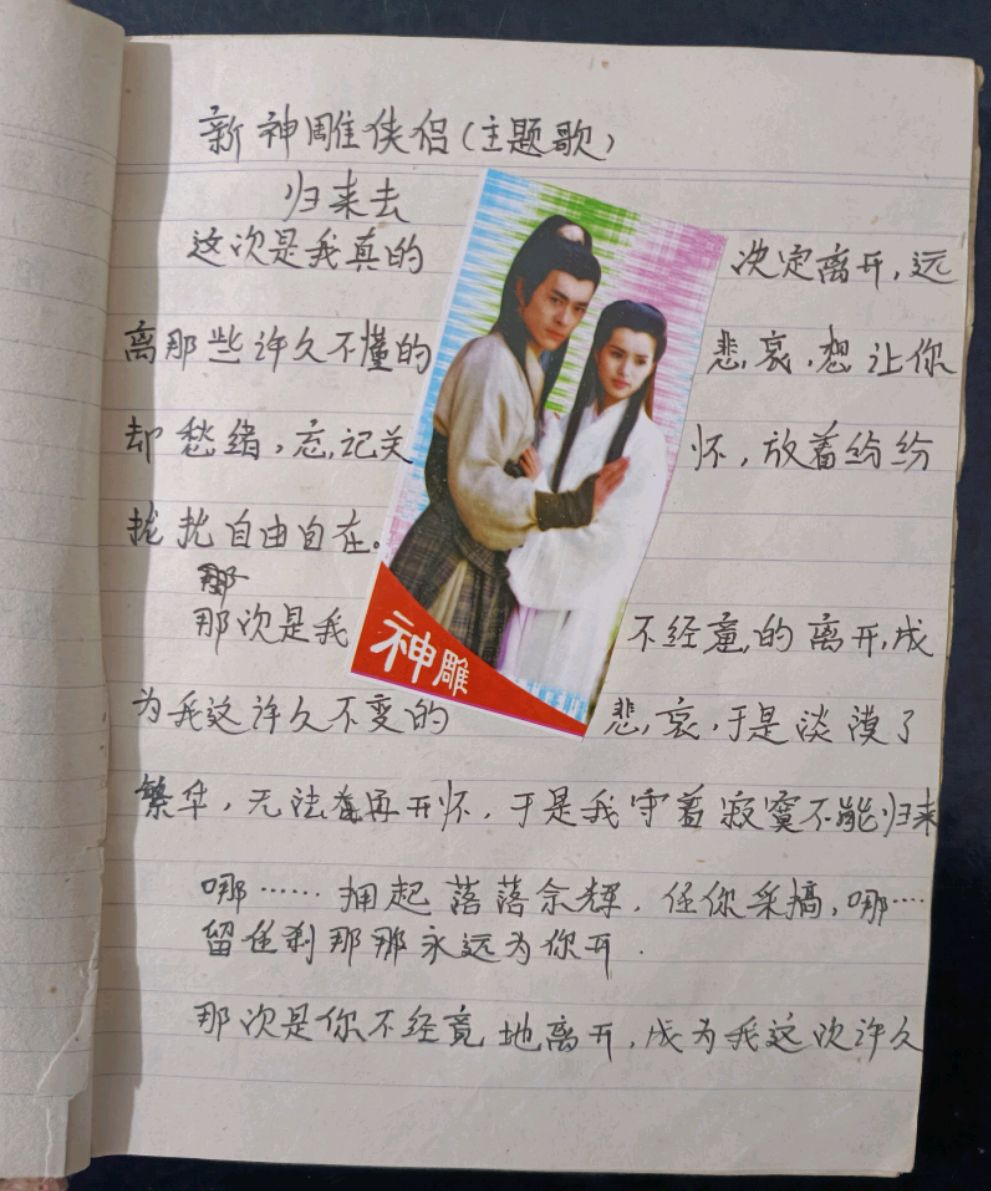 新神雕侠侣(主题歌)
归来去
这次是我真的决定离开,远
离那些许久不懂的悲哀,想让你
却愁绪,忘记关怀,放着纷纷
扰扰自由自在。
那
那次是我不经意的离开,成
为我这许久不变的悲哀,于是淡漠了
繁华,无法再开怀,于是我守着寂寞不能归来
哪……拥起落落余辉,任你采摘,哪……
留住刹那那永远为你开.
那次是你不经竟地离开,成为我这次许久
神雕